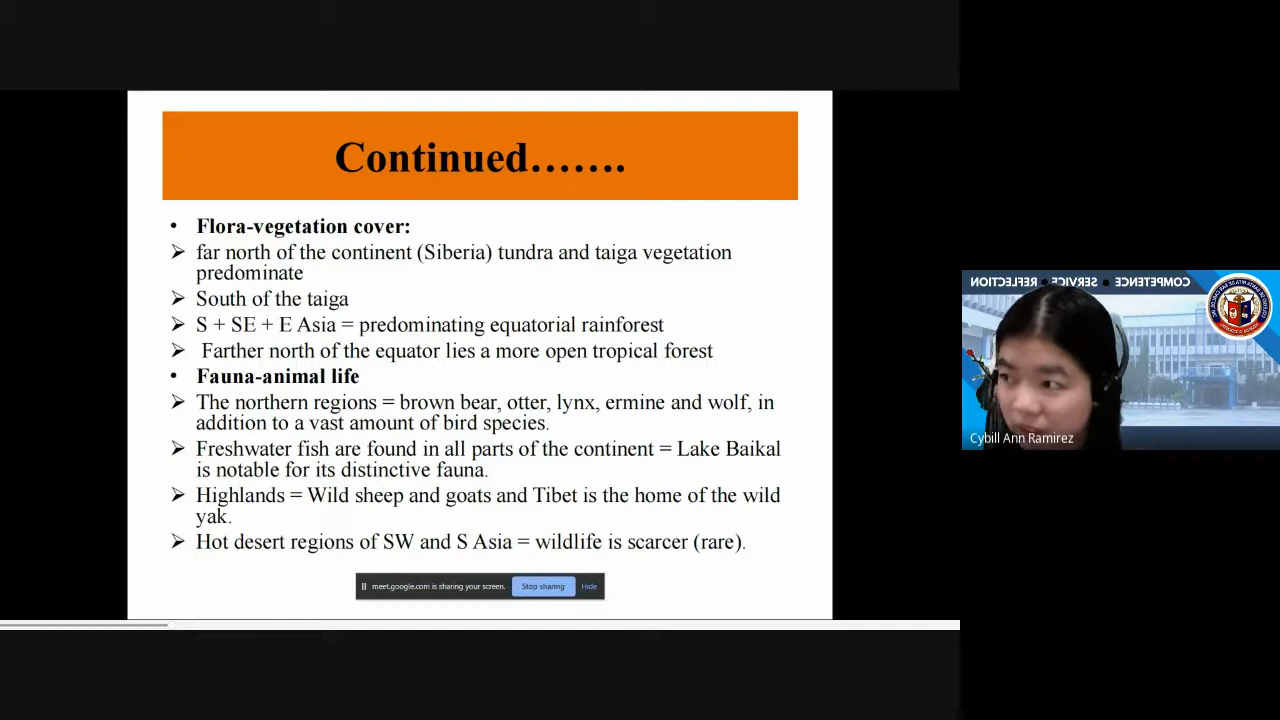 Continued…….
• Flora-vegetation cover:
➢ far north of the continent (Siberia) tundra and taiga vegetation
predominate
➢ South of the taiga
➢ S + SE + E Asia = predominating equatorial rainforest
➢ Farther north of the equator lies a more open tropical forest
• Fauna-animal life
➢ The northern regions = brown bear, otter, lynx, ermine and wolf, in
addition to a vast amount of bird species.
➢ Freshwater fish are found in all parts of the continent = Lake Baikal
is notable for its distinctive fauna.
➢ Highlands = Wild sheep and goats and Tibet is the home of the wild
yak.
➢ Hot desert regions of SW and S Asia = wildlife is scarcer (rare).
meet.google.com is sharing your screen. Stop sharing Hide
COMPETENCE • SERVICE • REFLECTION
Cybill Ann Ramirez